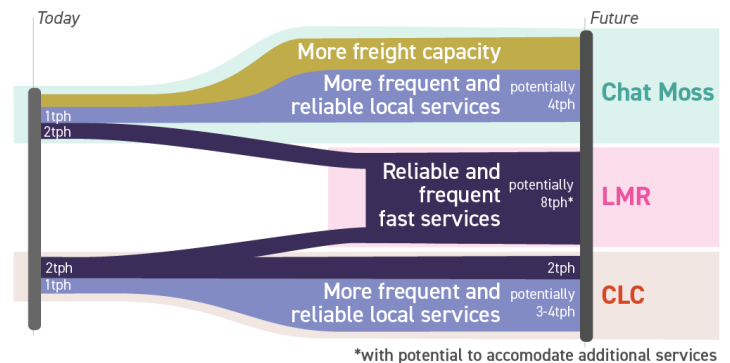 Today
Future
More freight capacity
More frequent and
reliable local services
potentially
4tph
Chat Moss
1tph
2tph
Reliable and
frequent
fast services
potentially
8tph*
LMR
2tph
1tph
2tph
More frequent and
reliable local services
potentially
3-4tph
CLC
*with potential to accomodate additional services